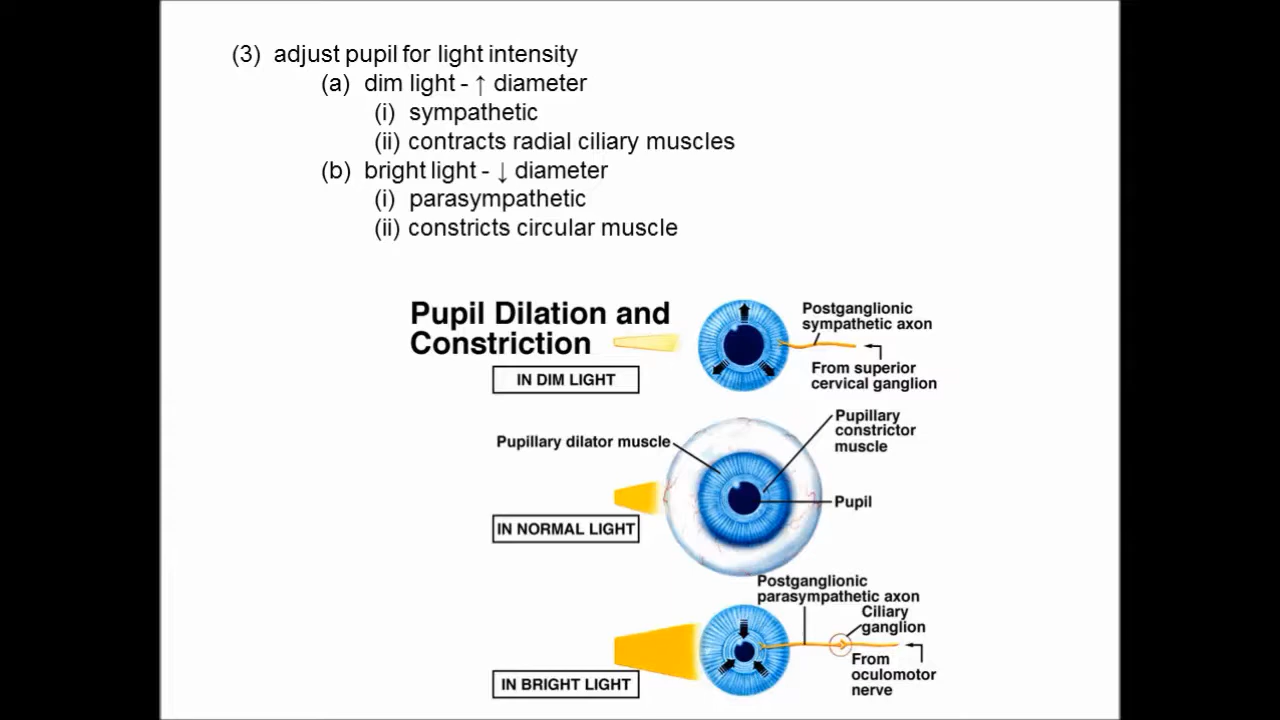 (3) adjust pupil for light intensity
(a) dim light - ↑ diameter
(i) sympathetic
(ii) contracts radial ciliary muscles
(b) bright light - ↓ diameter
(i) parasympathetic
(ii) constricts circular muscle
Pupil Dilation and
Constriction
IN DIM LIGHT
Postganglionic
sympathetic axon
From superior
cervical ganglion
Pupillary dilator muscle
Pupillary
constrictor
muscle
Pupil
IN NORMAL LIGHT
Postganglionic
parasympathetic axon
Ciliary
ganglion
From
oculomotor
nerve
IN BRIGHT LIGHT